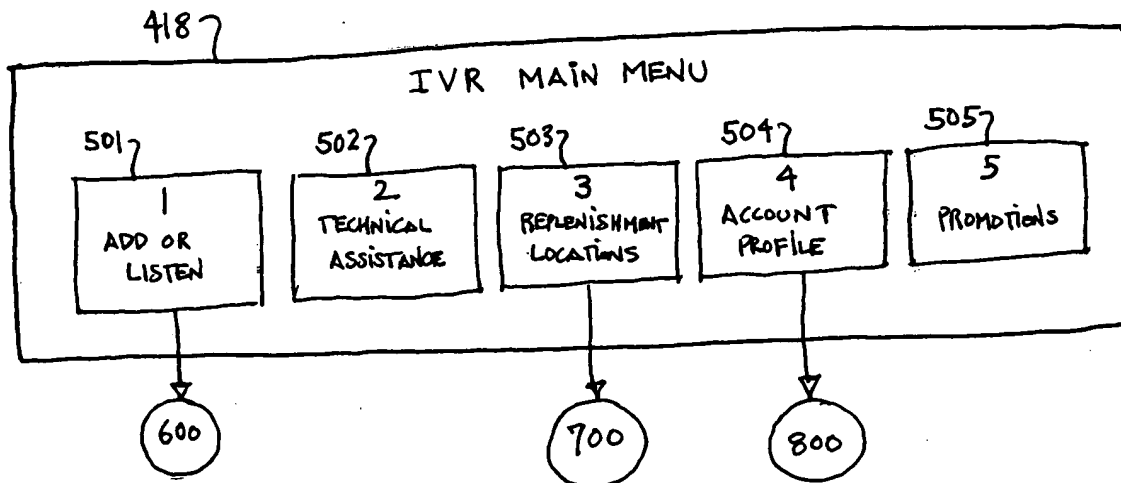 418
IVR MAIN MENU
501
1
ADD OR
LISTEN
502
2
TECHNICAL
ASSISTANCE
503
3
REPLENISHMENT
LOCATIONS
504
4
ACCOUNT
PROFILE
505
5
PROMOTIONS
600
700
800